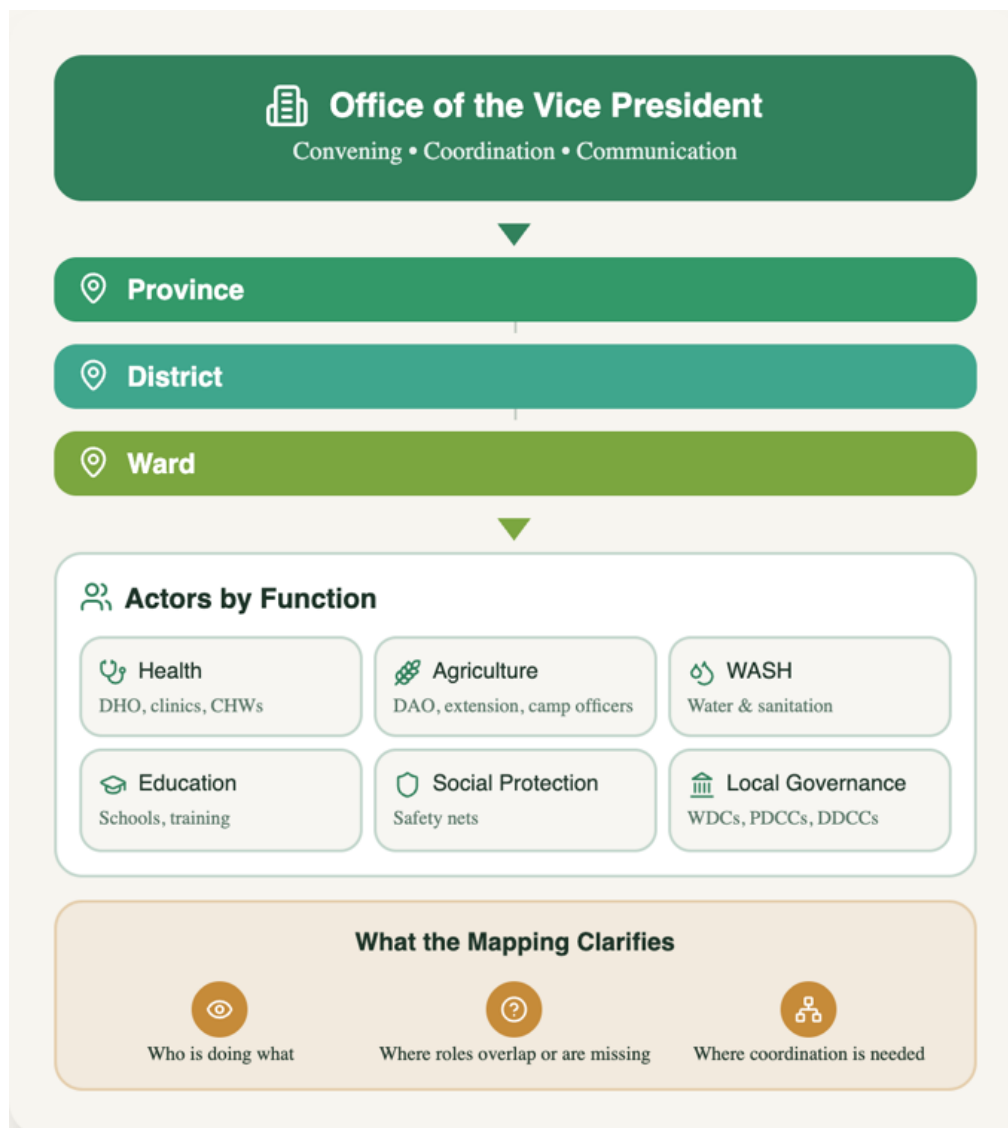 Office of the Vice President
Convening • Coordination • Communication
Province
District
Ward
Actors by Function
Health
DHO, clinics, CHWs
Agriculture
DAO, extension, camp officers
WASH
Water & sanitation
Education
Schools, training
Social Protection
Safety nets
Local Governance
WDCs, PDCCs, DDCCs
What the Mapping Clarifies
Who is doing what
Where roles overlap or are missing
Where coordination is needed